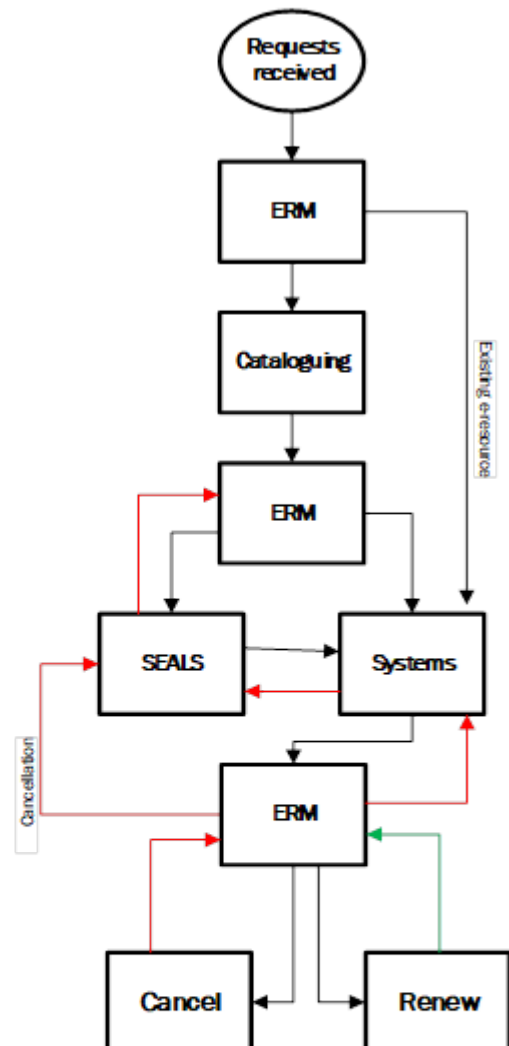 Requests
received
ERM
Cataloguing
Existing e-resource
ERM
SEALS
Systems
Cancellation
ERM
Cancel
Renew